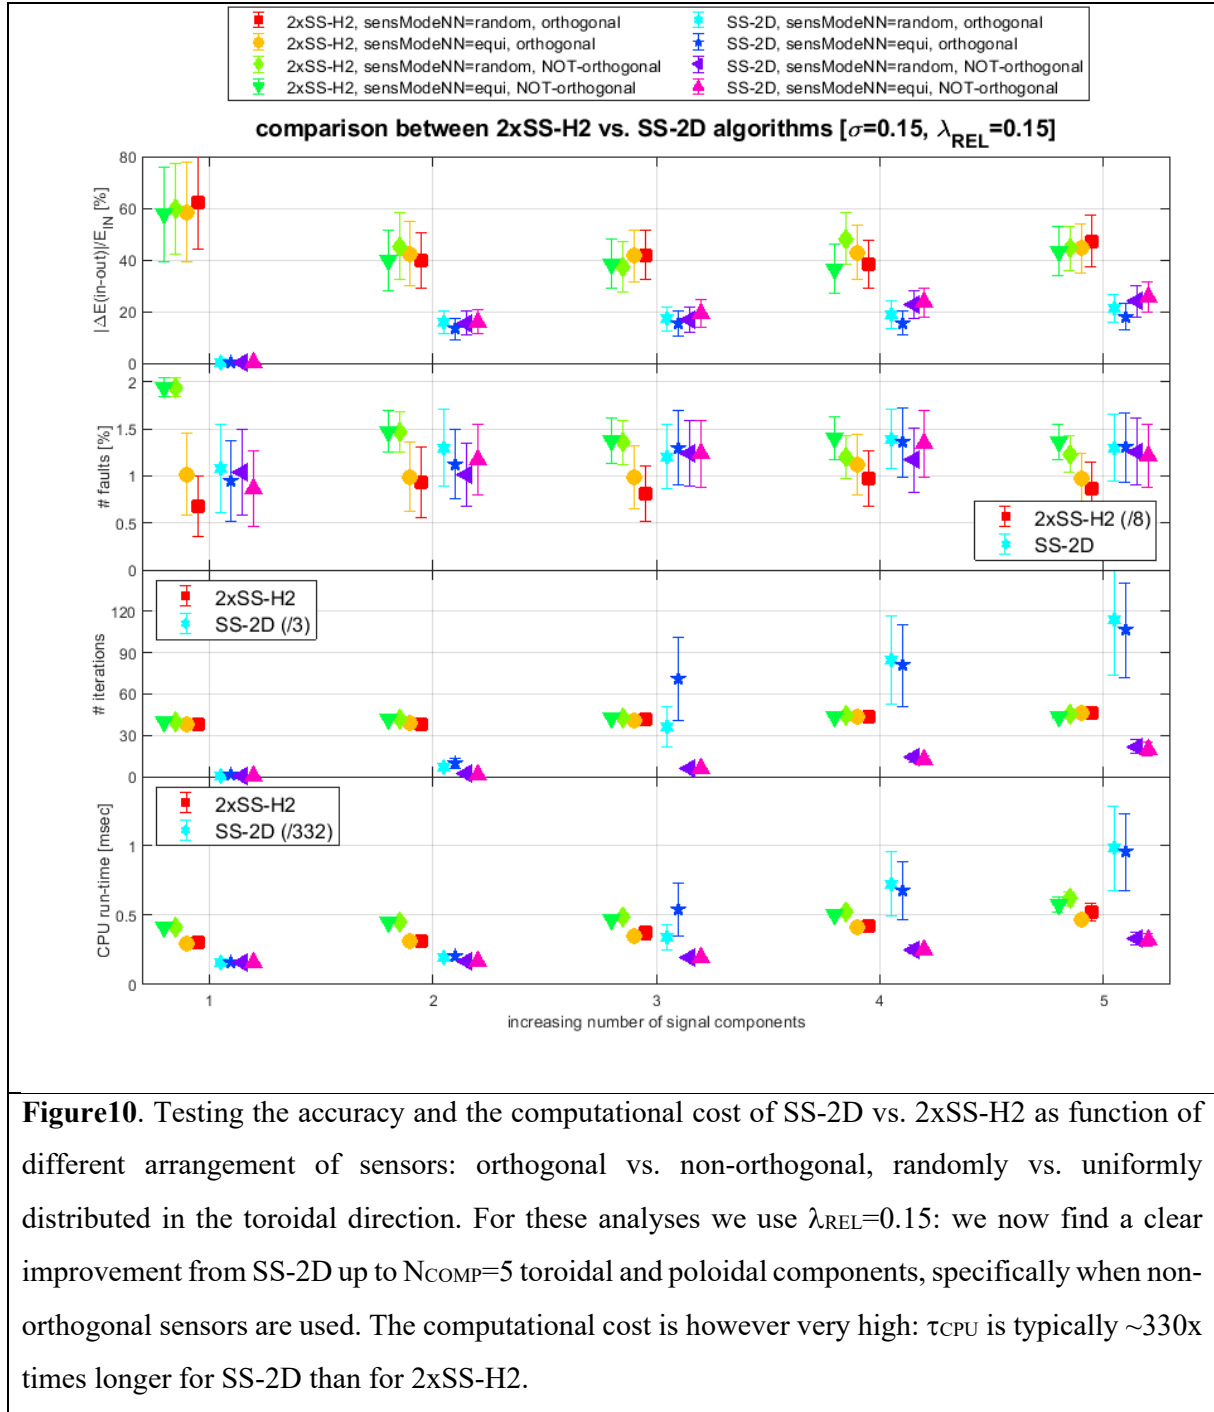 2xSS-H2, sensModeNN=random, orthogonal
2xSS-H2, sensModeNN=equi, orthogonal
2xSS-H2, sensModeNN=random, NOT-orthogonal
2xSS-H2, sensModeNN=equi, NOT-orthogonal
SS-2D, sensModeNN=random, orthogonal
SS-2D, sensModeNN=equi, orthogonal
SS-2D, sensModeNN=random, NOT-orthogonal
SS-2D, sensModeNN=equi, NOT-orthogonal
comparison between 2xSS-H2 vs. SS-2D algorithms [σ=0.15, λREL=0.15]
|ΔE(in-out)|/EIN [%]
80
60
40
20
0
# faults [%]
2
1.5
1
0.5
0
2xSS-H2 (/8)
SS-2D
# iterations
120
90
60
30
0
2xSS-H2
SS-2D (/3)
CPU run-time [msec]
1
0.5
0
2xSS-H2
SS-2D (/332)
1
2
3
4
5
increasing number of signal components
Figure10. Testing the accuracy and the computational cost of SS-2D vs. 2xSS-H2 as function of
different arrangement of sensors: orthogonal vs. non-orthogonal, randomly vs. uniformly
distributed in the toroidal direction. For these analyses we use λREL=0.15: we now find a clear
improvement from SS-2D up to NCOMP=5 toroidal and poloidal components, specifically when non-
orthogonal sensors are used. The computational cost is however very high: τCPU is typically ~330x
times longer for SS-2D than for 2xSS-H2.